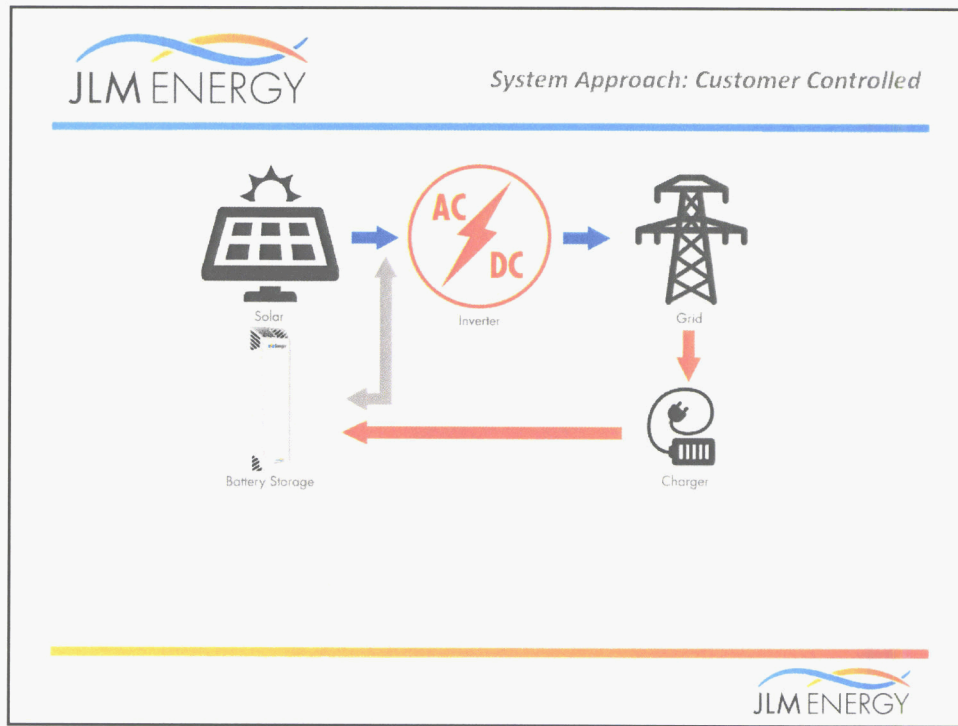 JLM ENERGY
System Approach: Customer Controlled
AC
DC
Solar
Inverter
Grid
Battery Storage
Charger
JLM ENERGY